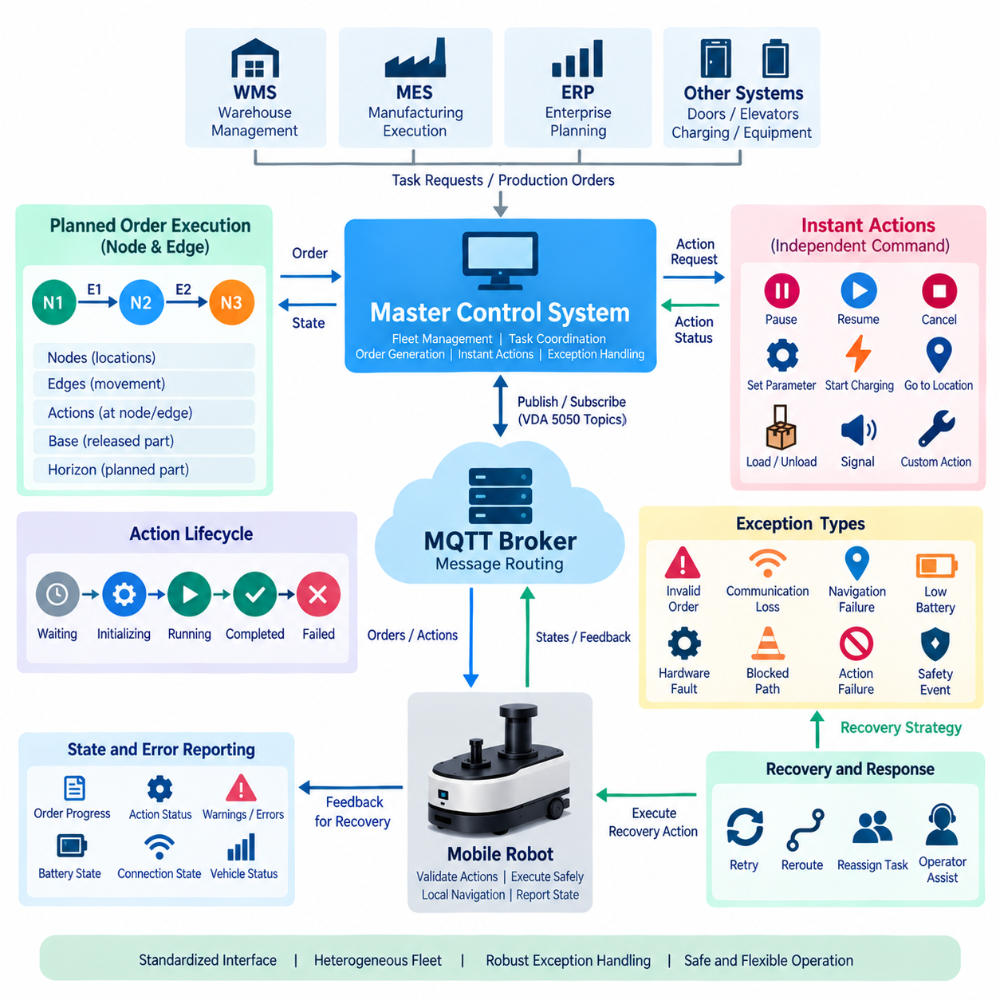 WMS
Warehouse
Management
MES
Manufacturing
Execution
ERP
Enterprise
Planning
Other Systems
Doors / Elevators
Charging / Equipment
Task Requests / Production Orders
Planned Order Execution
(Node & Edge)
N1
E1
N2
E2
N3
Nodes (locations)
Edges (movement)
Actions (at node/edge)
Base (released part)
Horizon (planned part)
Order
State
Master Control System
Fleet Management | Task Coordination
Order Generation | Instant Actions | Exception Handling
Action
Request
Action
Status
Instant Actions
(Independent Command)
Pause
Resume
Cancel
Set Parameter
Start Charging
Go to Location
Load / Unload
Signal
Custom Action
Publish / Subscribe
(VDA 5050 Topics)
MQTT Broker
Message Routing
Action Lifecycle
Waiting
Initializing
Running
Completed
Failed
Orders / Actions
States / Feedback
Exception Types
Invalid
Order
Communication
Loss
Navigation
Failure
Low
Battery
Hardware
Fault
Blocked
Path
Action
Failure
Safety
Event
Recovery Strategy
State and Error Reporting
Order Progress
Action Status
Warnings / Errors
Battery State
Connection State
Vehicle Status
Feedback
for Recovery
Mobile Robot
Validate Actions | Execute Safely
Local Navigation | Report State
Execute
Recovery Action
Recovery and Response
Retry
Reroute
Reassign Task
Operator
Assist
Standardized Interface | Heterogeneous Fleet | Robust Exception Handling | Safe and Flexible Operation